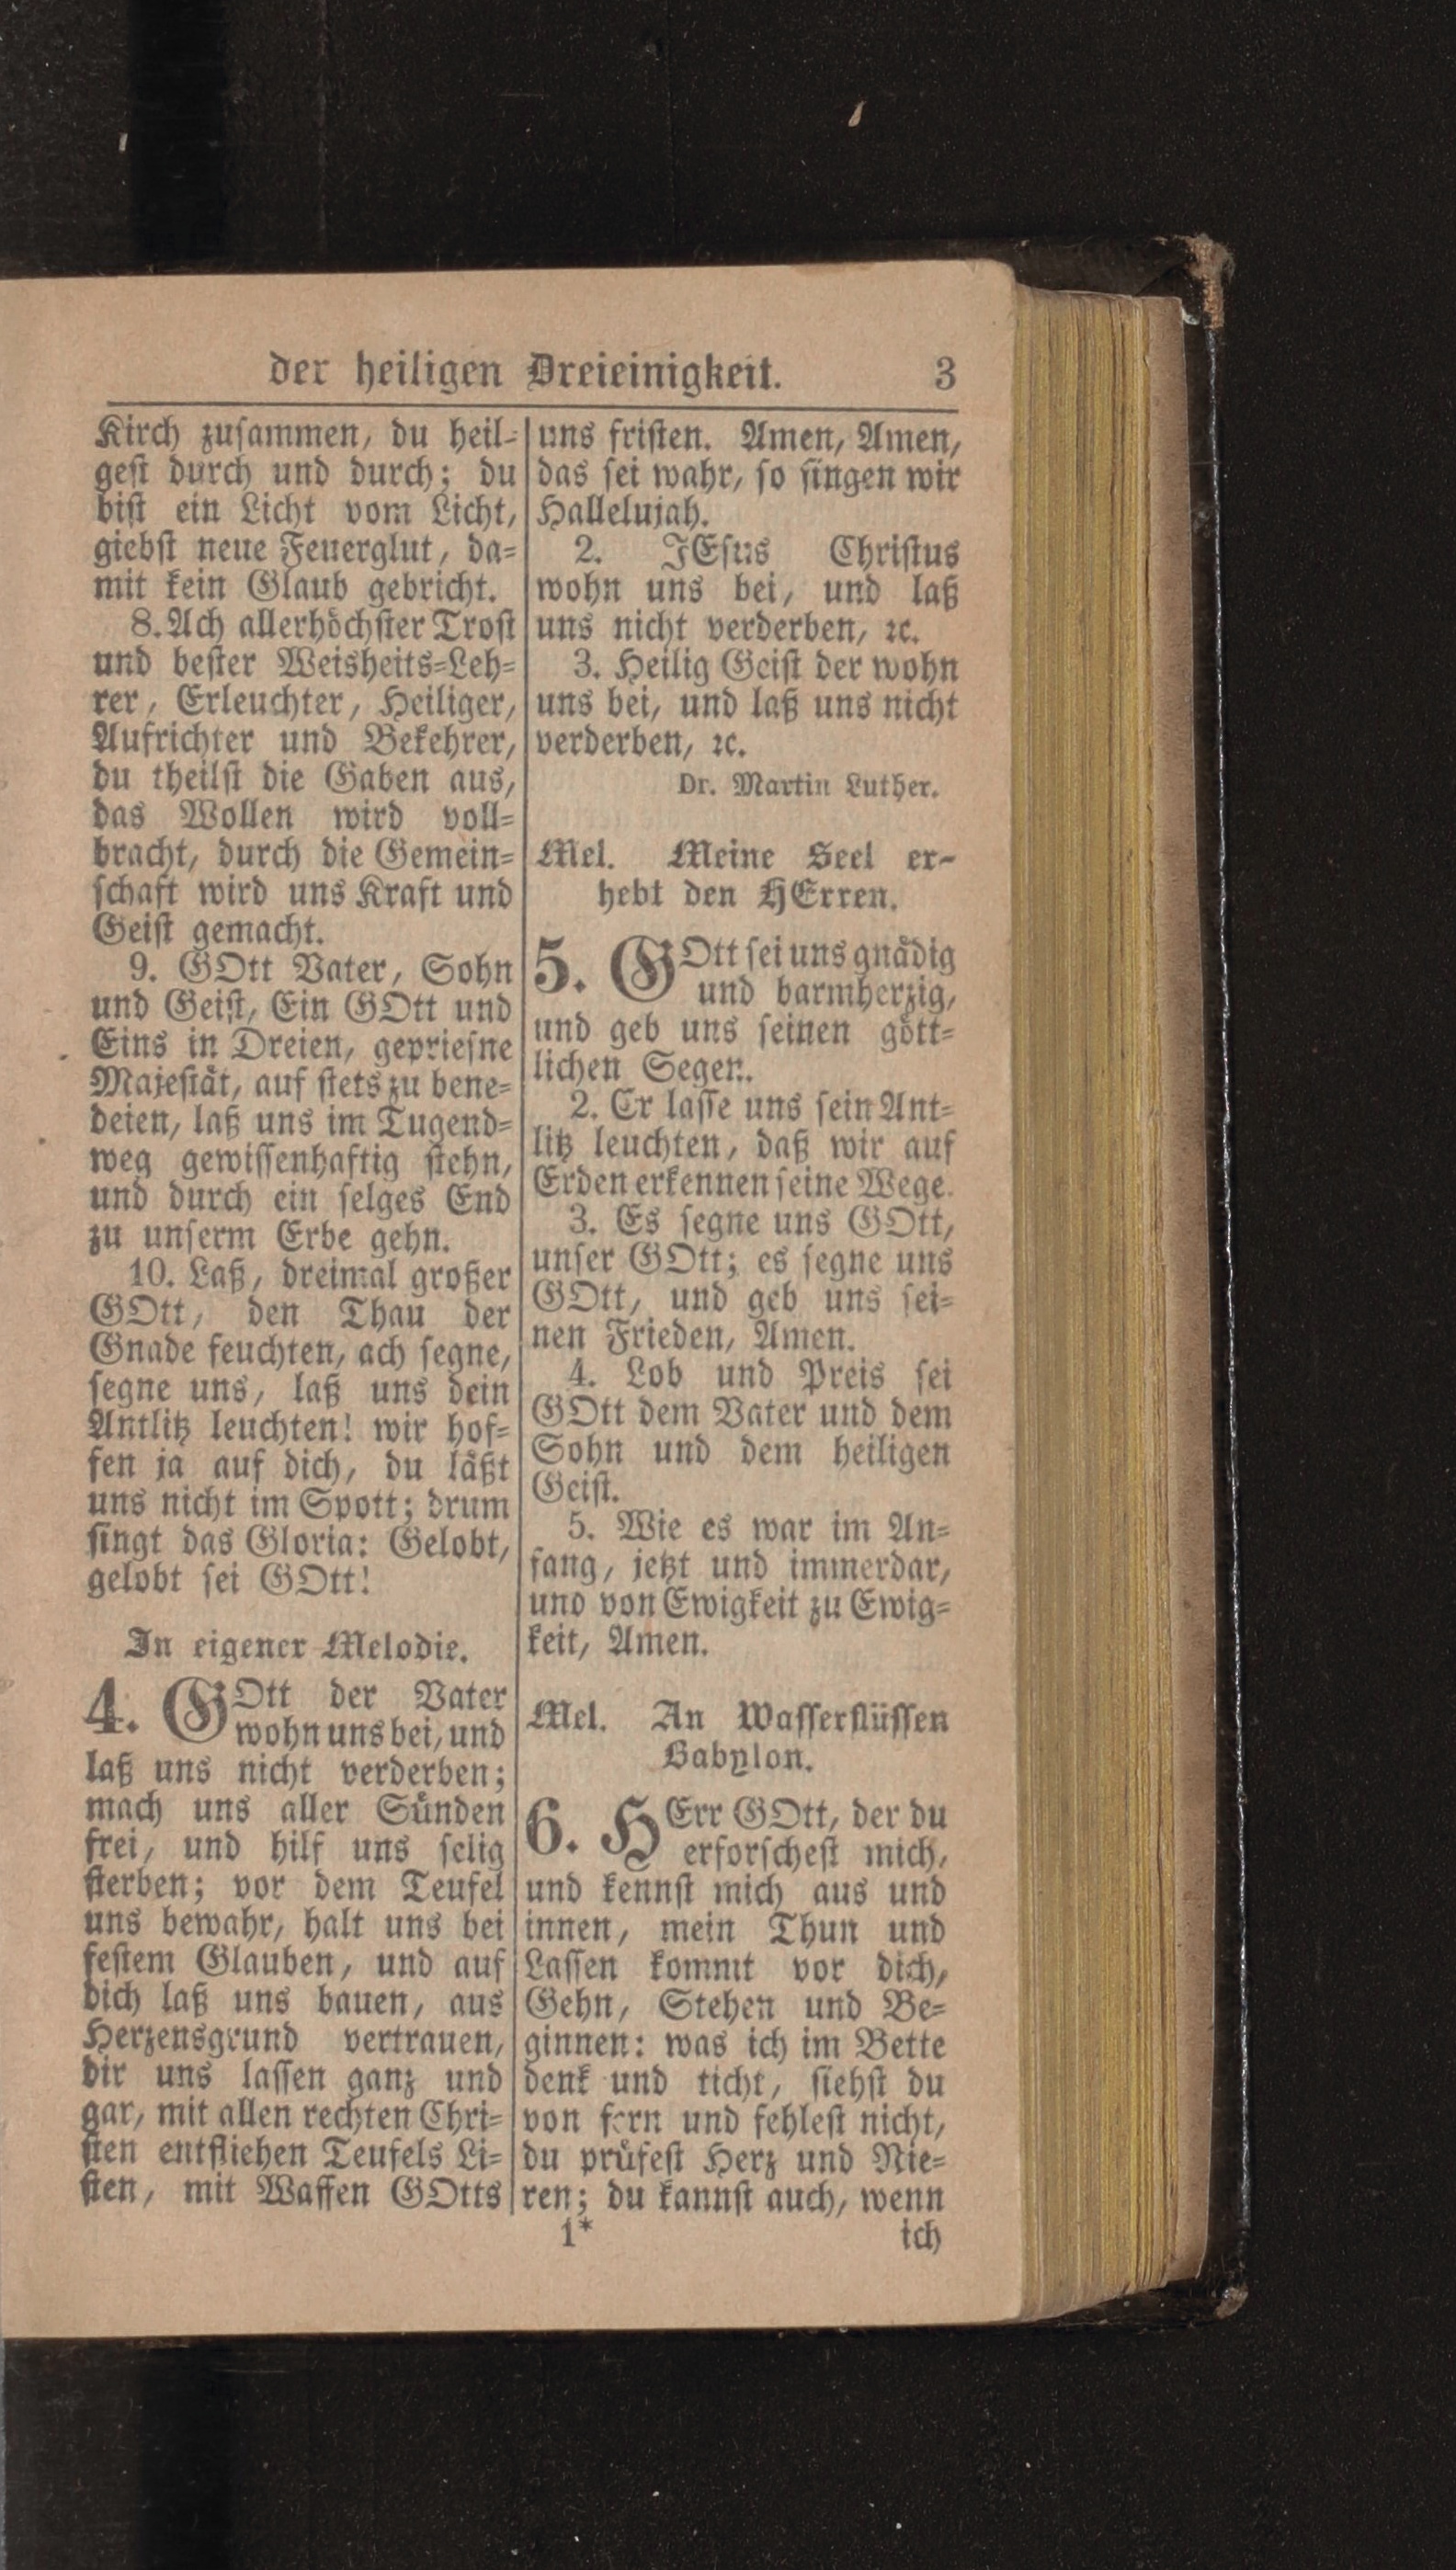 der heiligen Dreieinigkeit. 3
Kirch zusammen, du heil-
gest durch und durch; du
bist ein Licht vom Licht,
giebst neue Feuerglut, da-
mit kein Glaub gebricht.
8. Ach allerhöchster Trost
und bester Weisheits-Leh-
rer, Erleuchter, Heiliger,
Aufrichter und Bekehrer,
du theilst die Gaben aus,
das Wollen wird voll-
bracht, durch die Gemein-
schaft wird uns Kraft und
Geist gemacht.
9. GOtt Vater, Sohn
und Geist, Ein GOtt und
Eins in Dreien, gepriesne
Majestät, auf stets zu bene-
deien, laß uns im Tugend-
weg gewissenhaftig stehn,
und durch ein selges End
zu unserm Erbe gehn.
10. Laß, dreimal großer
GOtt, den Thau der
Gnade feuchten, ach segne,
segne uns, laß uns dein
Antlitz leuchten! wir hof-
fen ja auf dich, du läßt
uns nicht im Spott; drum
singt das Gloria: Gelobt,
gelobt sei GOtt!
In eigener Melodie.
4. GOtt der Vater
wohn uns bei, und
laß uns nicht verderben;
mach uns aller Sünden
frei, und hilf uns selig
sterben; vor dem Teufel
uns bewahr, halt uns bei
festem Glauben, und auf
dich laß uns bauen, aus
Herzensgrund vertrauen,
dir uns lassen ganz und
gar, mit allen rechten Chri-
sten entfliehen Teufels Li-
sten, mit Waffen GOtts
uns fristen. Amen, Amen,
das sei wahr, so singen wir
Hallelujah.
2. JEsus Christus
wohn uns bei, und laß
uns nicht verderben, ꝛc.
3. Heilig Geist der wohn
uns bei, und laß uns nicht
verderben, ꝛc.
Dr. Martin Luther.
Mel. Meine Seel er-
hebt den HErren.
5. GOtt sei uns gnädig
und barmherzig,
und geb uns seinen gött-
lichen Segen.
2. Er lasse uns sein Ant-
litz leuchten, daß wir auf
Erden erkennen seine Wege.
3. Es segne uns GOtt,
unser GOtt; es segne uns
GOtt, und geb uns sei-
nen Frieden, Amen.
4. Lob und Preis sei
GOtt dem Vater und dem
Sohn und dem heiligen
Geist.
5. Wie es war im An-
fang, jetzt und immerdar,
und von Ewigkeit zu Ewig-
keit, Amen.
Mel. An Wasserflüssen
Babylon.
6. HErr GOtt, der du
erforschest mich,
und kennst mich aus und
innen, mein Thun und
Lassen kommt vor dich,
Gehn, Stehen und Be-
ginnen: was ich im Bette
denk und ticht, siehst du
von fern und fehlest nicht,
du prüfest Herz und Nie-
ren; du kannst auch, wenn
1* ich